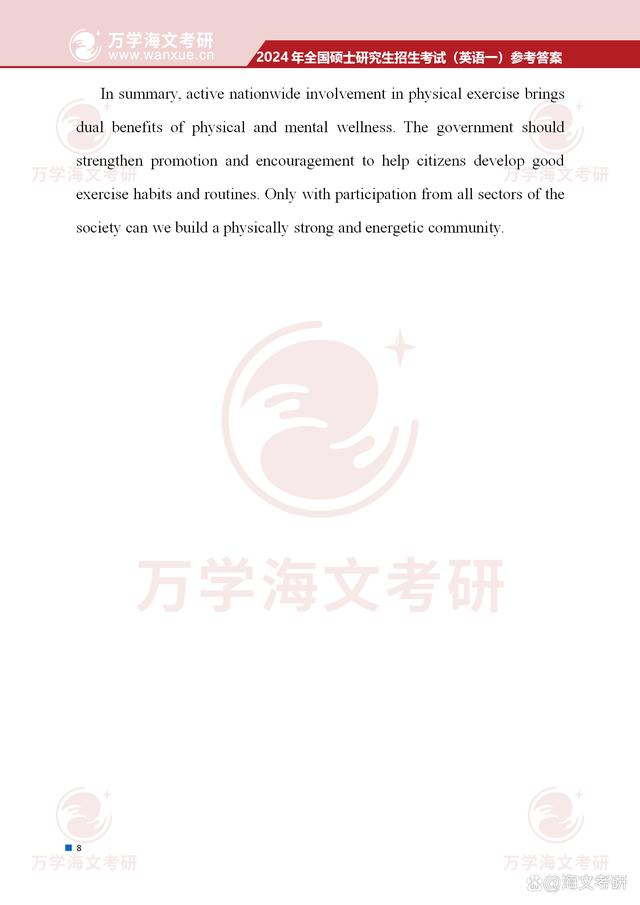 万学海文考研
www.wanxue.cn
2024年全国硕士研究生招生考试（英语一）参考答案
In summary, active nationwide involvement in physical exercise brings
dual benefits of physical and mental wellness. The government should
strengthen promotion and encouragement to help citizens develop good
exercise habits and routines. Only with participation from all sectors of the
society can we build a physically strong and energetic community.
万学海文考研
万学海文考研
万学海文考研
8
万学海文考研
万学海文考研
@海文考研